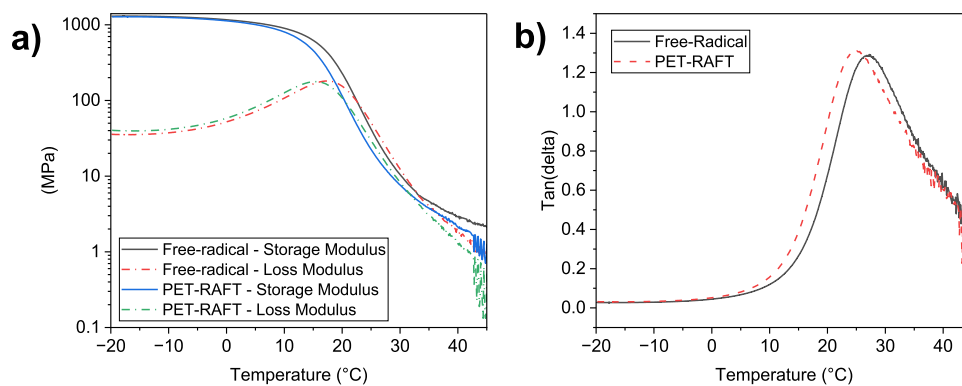 a)
1000
100
10
1
0.1
(MPa)
Free-radical - Storage Modulus
Free-radical - Loss Modulus
PET-RAFT - Storage Modulus
PET-RAFT - Loss Modulus
−20 −10 0 10 20 30 40
Temperature (°C)
b)
1.4
1.2
1.0
0.8
0.6
0.4
0.2
0.0
Tan(delta)
Free-Radical
PET-RAFT
−20 −10 0 10 20 30 40
Temperature (°C)